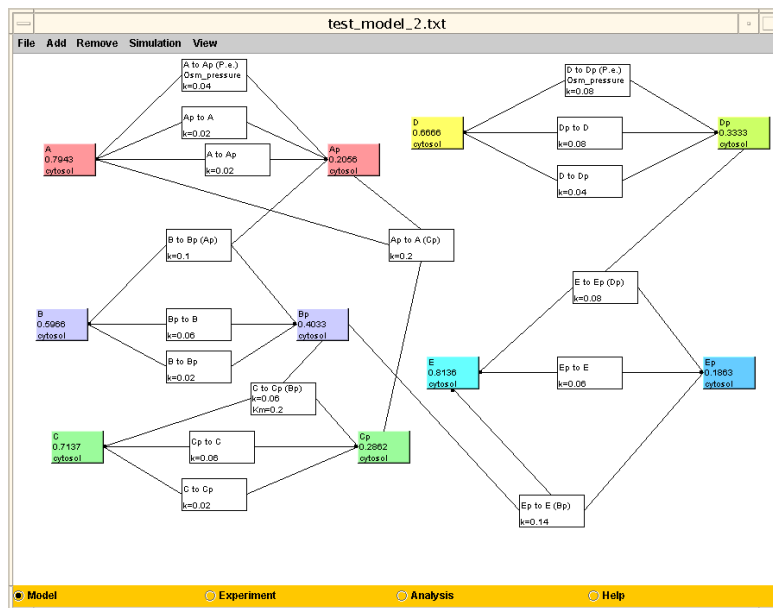 test_model_2.txt
File Add Remove Simulation View
A to Ap (P.e.)
Osm_pressure
k=0.04
Ap to A
k=0.02
A to Ap
k=0.02
A
0.7943
cytosol
Ap
0.2056
cytosol
D to Dp (P.e.)
Osm_pressure
k=0.08
D
0.6666
cytosol
Dp to D
k=0.08
Dp
0.3333
cytosol
D to Dp
k=0.04
B to Bp (Ap)
k=0.1
Ap to A (Cp)
k=0.2
B
0.5966
cytosol
Bp to B
k=0.06
Bp
0.4033
cytosol
B to Bp
k=0.02
E to Ep (Dp)
k=0.08
E
0.8136
cytosol
Ep to E
k=0.06
Ep
0.1863
cytosol
C to Cp (Bp)
k=0.06
Km=0.2
C
0.7137
cytosol
Cp to C
k=0.06
Cp
0.2862
cytosol
C to Cp
k=0.02
Ep to E (Bp)
k=0.14
Model Experiment Analysis Help